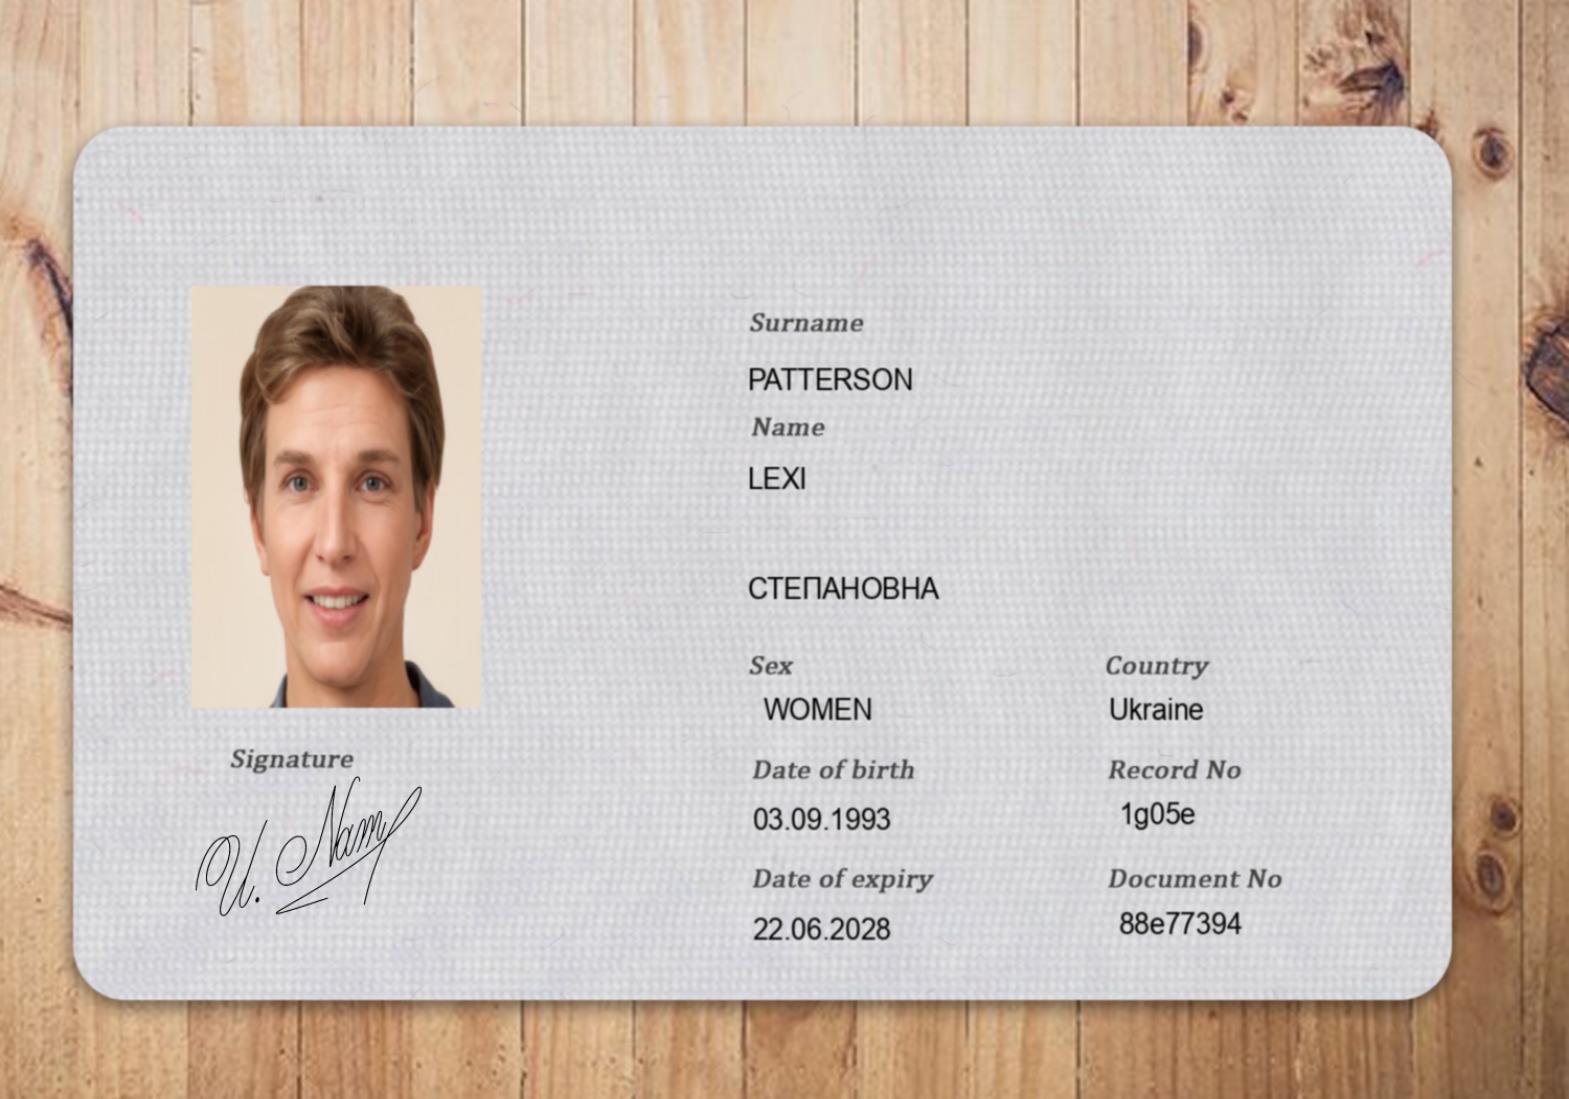 Surname
PATTERSON
Name
LEXI
СТЕПАНОВНА
Sex
Country
WOMEN
Ukraine
Date of birth
Record No
03.09.1993
1g05e
Date of expiry
Document No
22.06.2028
88e77394
Signature